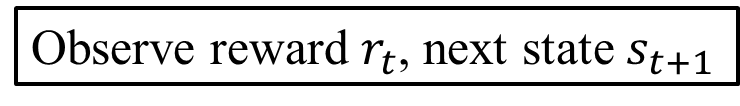 Observe reward $r_t$, next state $s_{t+1}$